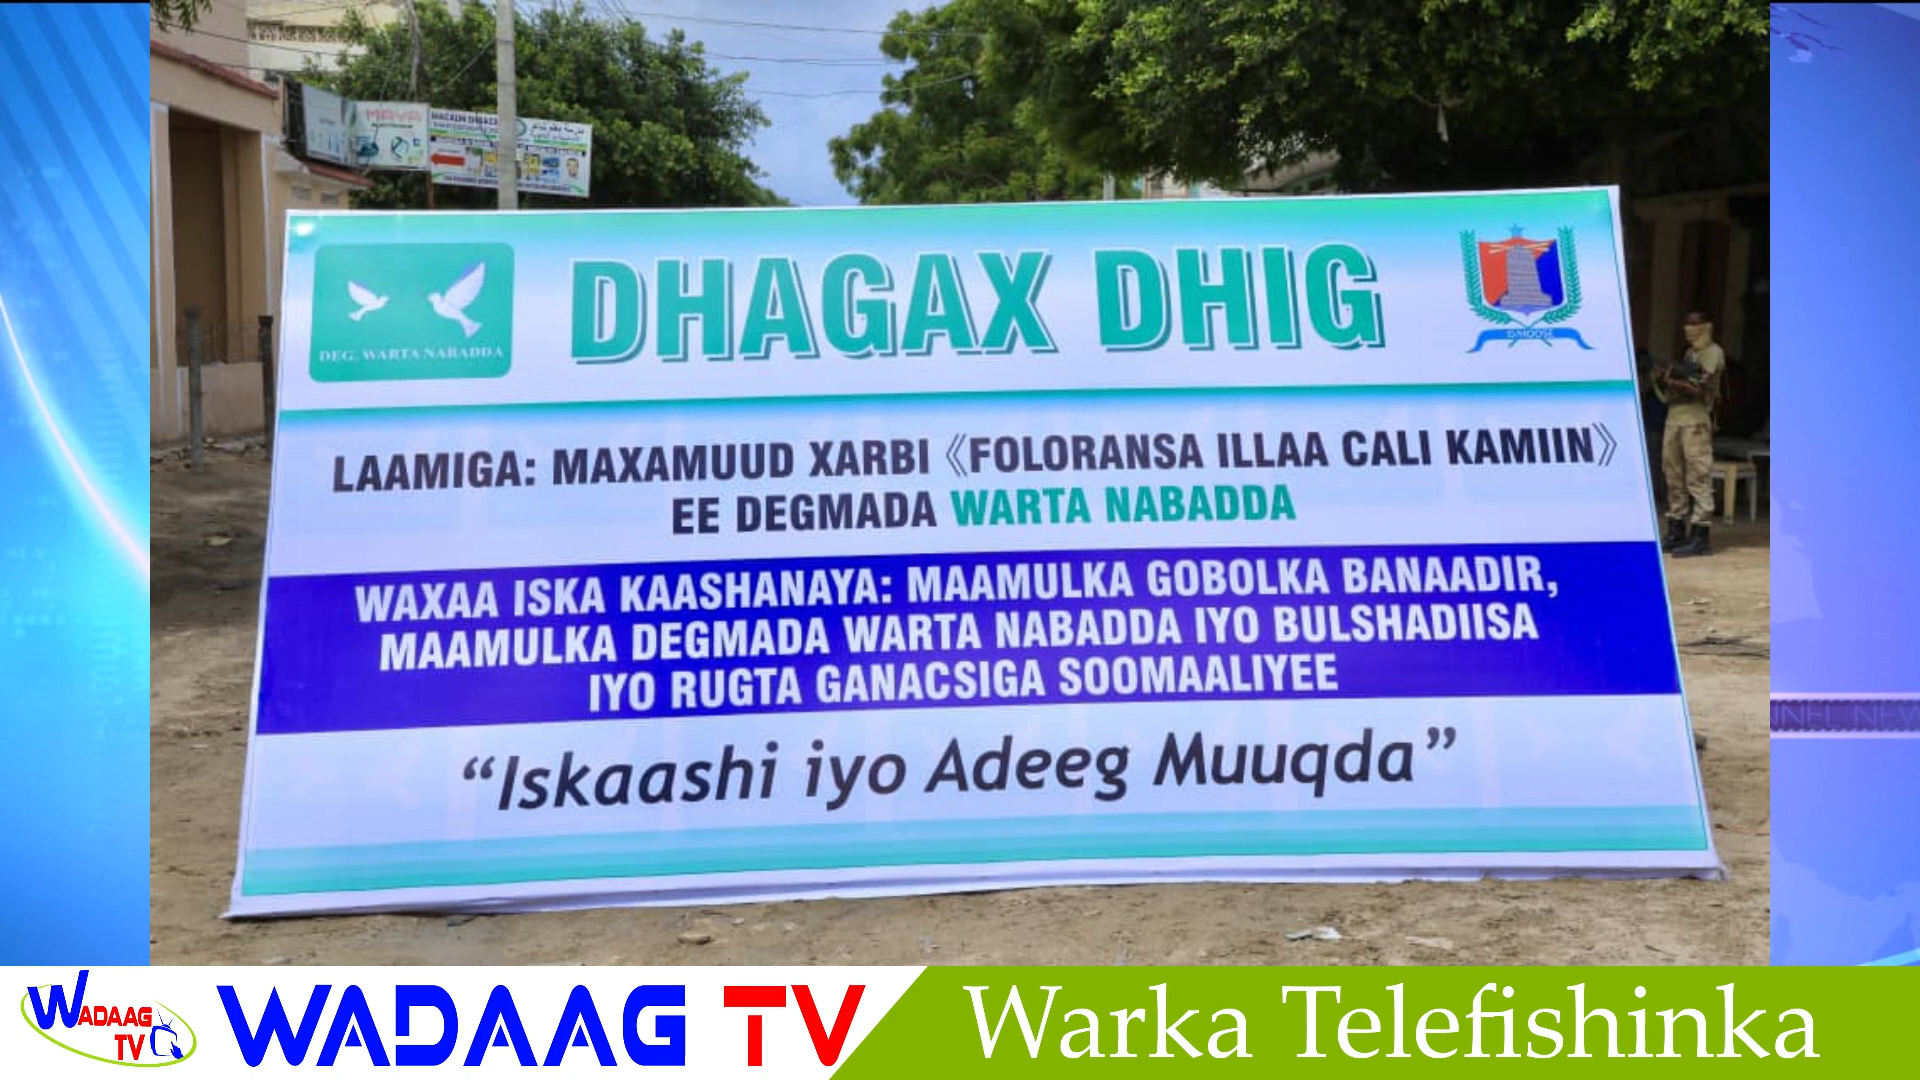 MAYA
DHAGAX DHIG
DEG. WARTA NABADDA
G/HOOSE
LAAMIGA: MAXAMUUD XARBI 《FOLORANSA ILLAA CALI KAMIIN》
EE DEGMADA WARTA NABADDA
WAXAA ISKA KAASHANAYA: MAAMULKA GOBOLKA BANAADIR,
MAAMULKA DEGMADA WARTA NABADDA IYO BULSHADIISA
IYO RUGTA GANACSIGA SOOMAALIYEE
“Iskaashi iyo Adeeg Muuqda”
WADAAG
TV
WADAAG TV
Warka Telefishinka